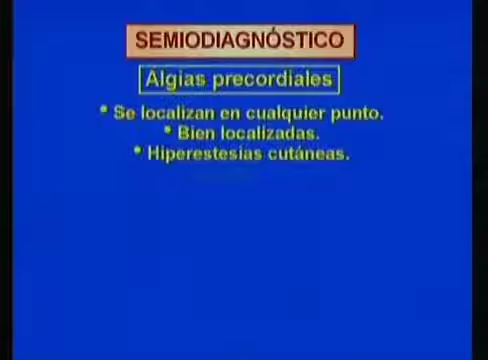 SEMIODIAGNÓSTICO
Algias precordiales
* Se localizan en cualquier punto.
* Bien localizadas.
* Hiperestesias cutáneas.